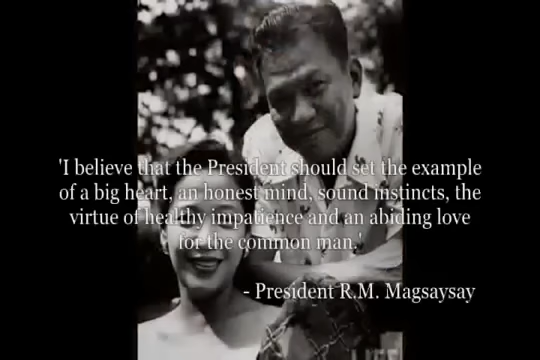 'I believe that the President should set the example
of a big heart, an honest mind, sound instincts, the
virtue of healthy impatience and an abiding love
for the common man.'
- President R.M. Magsaysay
LIFE